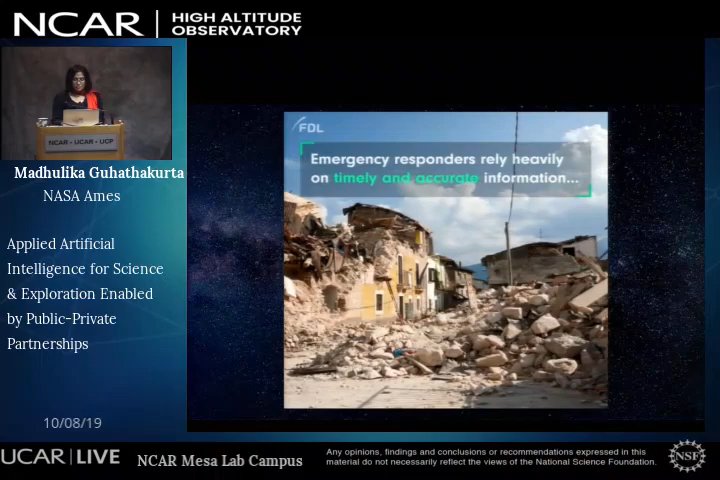 NCAR
HIGH ALTITUDE
OBSERVATORY
NCAR • UCAR • UCP
Madhulika Guhathakurta
NASA Ames
Applied Artificial
Intelligence for Science
& Exploration Enabled
by Public-Private
Partnerships
10/08/19
FDL
Emergency responders rely heavily
on timely and accurate information...
UCAR | LIVE
NCAR Mesa Lab Campus
Any opinions, findings and conclusions or recommendations expressed in this
material do not necessarily reflect the views of the National Science Foundation.
NSF